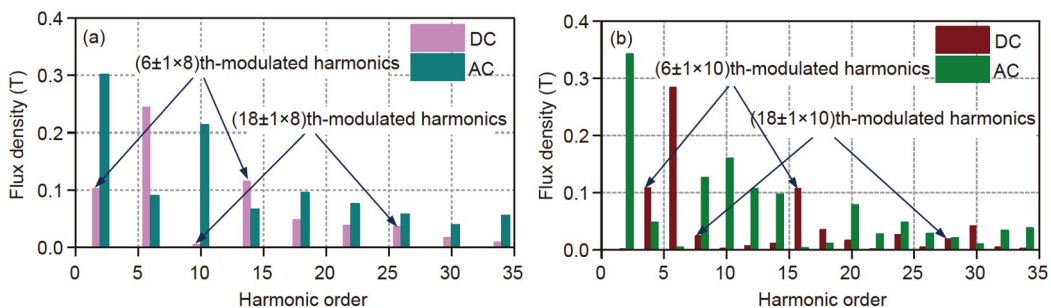 (a)
DC
AC
(6±1×8)th-modulated harmonics
(18±1×8)th-modulated harmonics
Flux density (T)
0.4
0.3
0.2
0.1
0.0
0 5 10 15 20 25 30 35
Harmonic order
(b)
DC
AC
(6±1×10)th-modulated harmonics
(18±1×10)th-modulated harmonics
Flux density (T)
0.4
0.3
0.2
0.1
0.0
0 5 10 15 20 25 30 35
Harmonic order